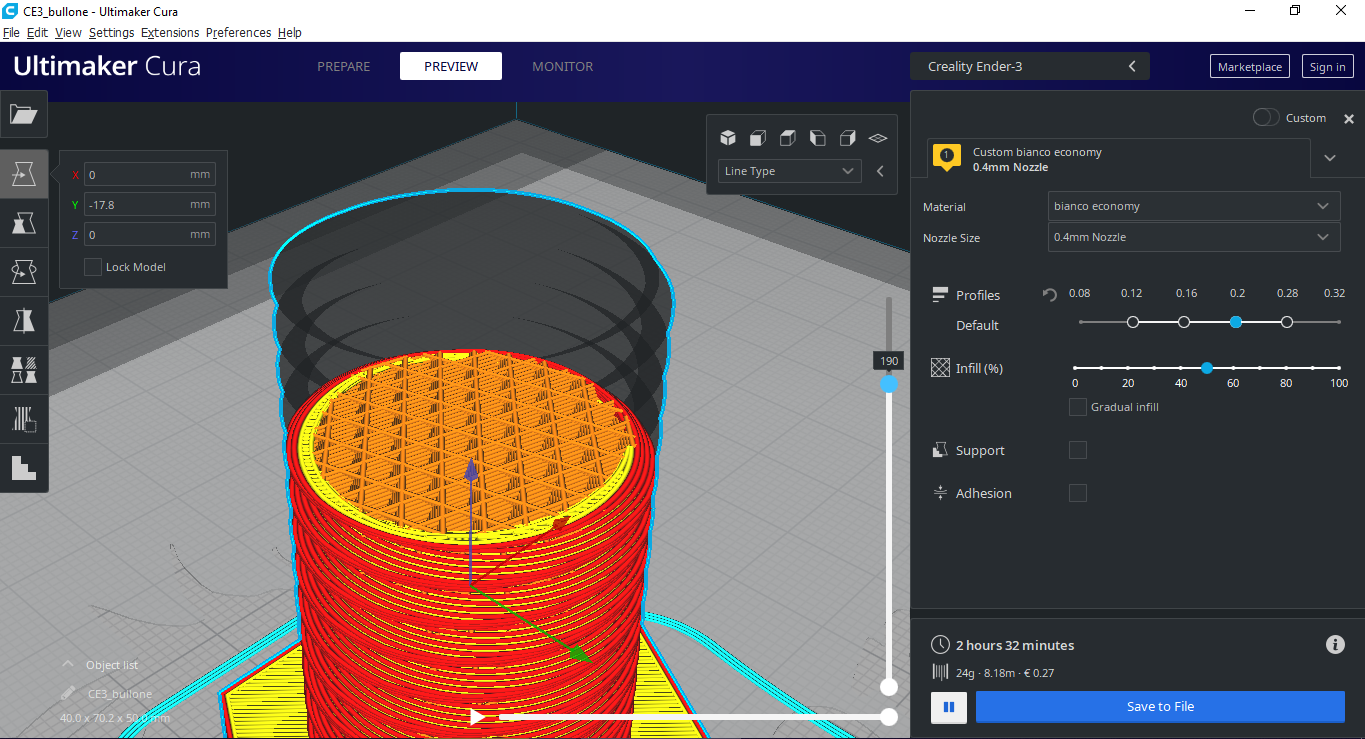 CE3_bullone - Ultimaker Cura
File Edit View Settings Extensions Preferences Help
Ultimaker Cura
PREPARE PREVIEW MONITOR
Creality Ender-3
Marketplace
Sign in
X 0 mm
Y -17.8 mm
Z 0 mm
Lock Model
Line Type
190
Custom
1
Custom bianco economy
0.4mm Nozzle
Material bianco economy
Nozzle Size 0.4mm Nozzle
Profiles 0.08 0.12 0.16 0.2 0.28 0.32
Default
Infill (%)
0 20 40 60 80 100
Gradual infill
Support
Adhesion
Object list
CE3_bullone
40.0 x 70.2 x 50.0 mm
2 hours 32 minutes
24g · 8.18m · € 0.27
Save to File